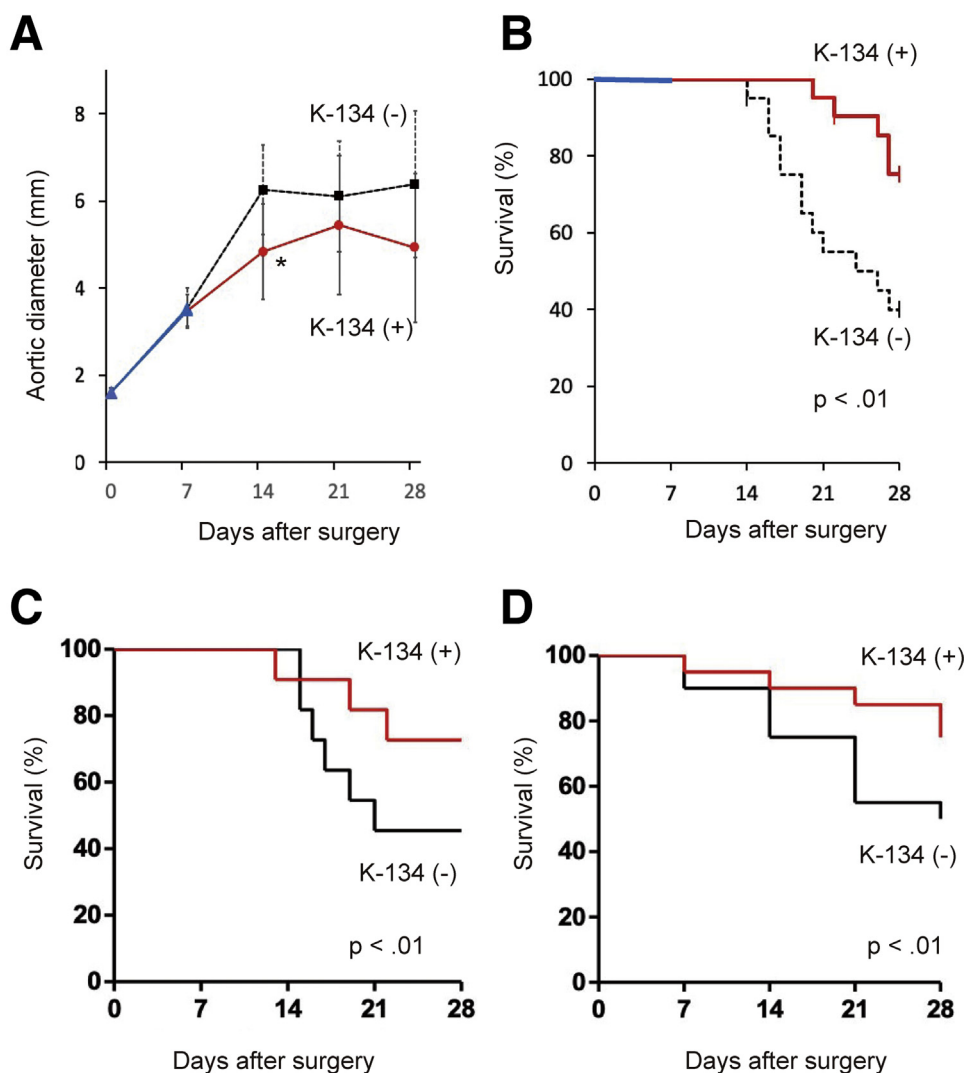 A
Aortic diameter (mm)
8
6
4
2
0
K-134 (-)
*
K-134 (+)
0 7 14 21 28
Days after surgery
B
Survival (%)
100
80
60
40
20
0
K-134 (+)
K-134 (-)
p < .01
0 7 14 21 28
Days after surgery
C
Survival (%)
100
80
60
40
20
0
K-134 (+)
K-134 (-)
p < .01
0 7 14 21 28
Days after surgery
D
Survival (%)
100
80
60
40
20
0
K-134 (+)
K-134 (-)
p < .01
0 7 14 21 28
Days after surgery